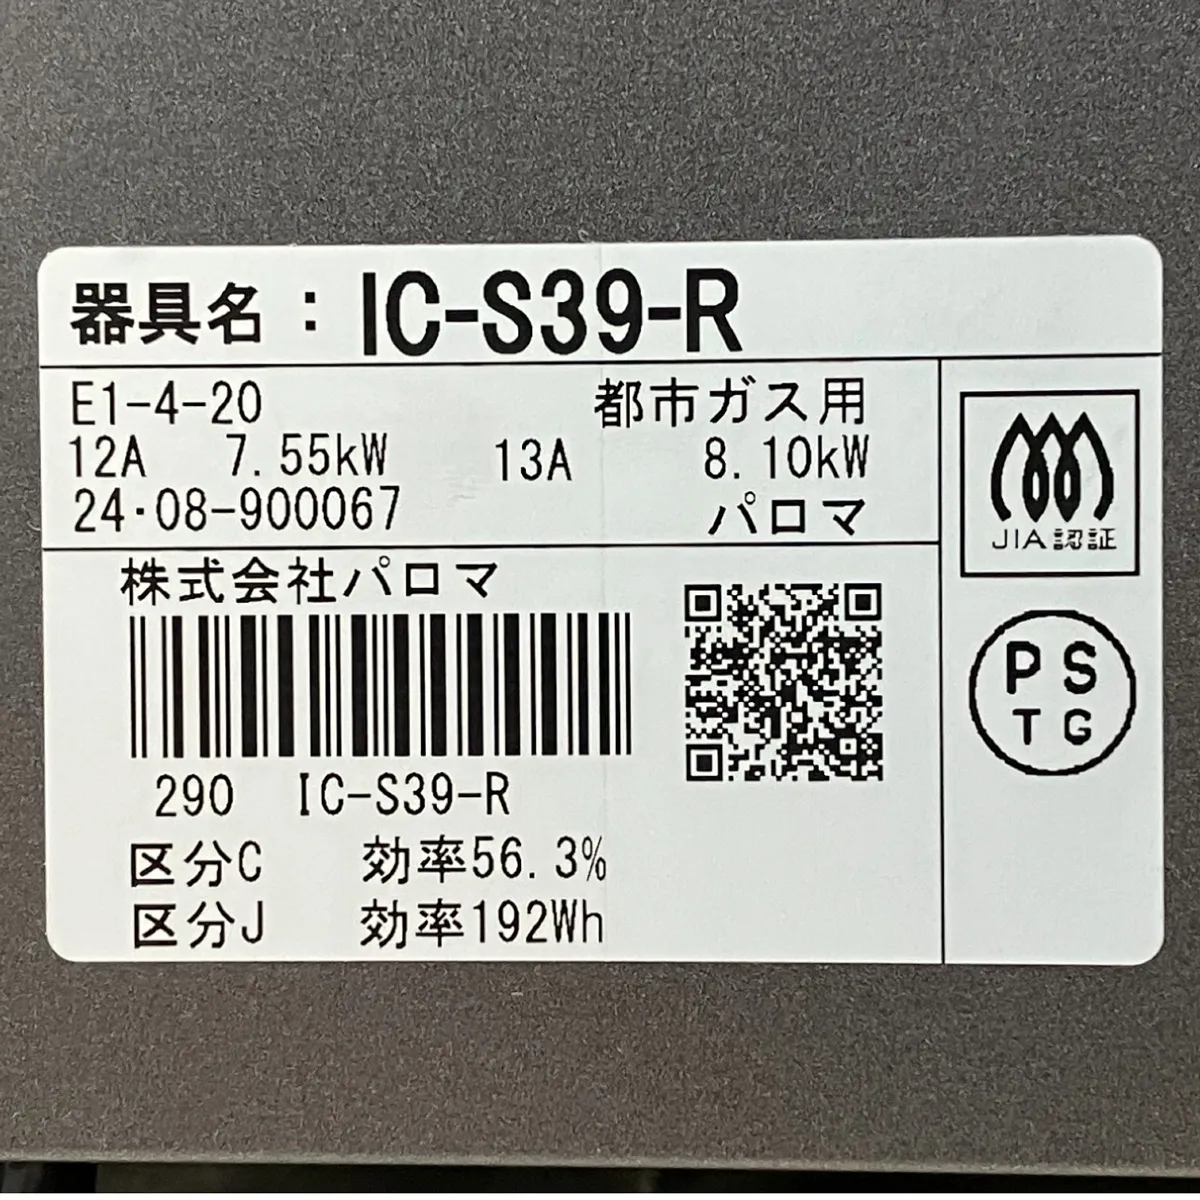 器具名：IC-S39-R
E1-4-20 都市ガス用
12A 7.55kW 13A 8.10kW
24・08-900067 パロマ
JIA認証
株式会社パロマ
PS
TG
290 IC-S39-R
区分C 効率56.3%
区分J 効率192Wh